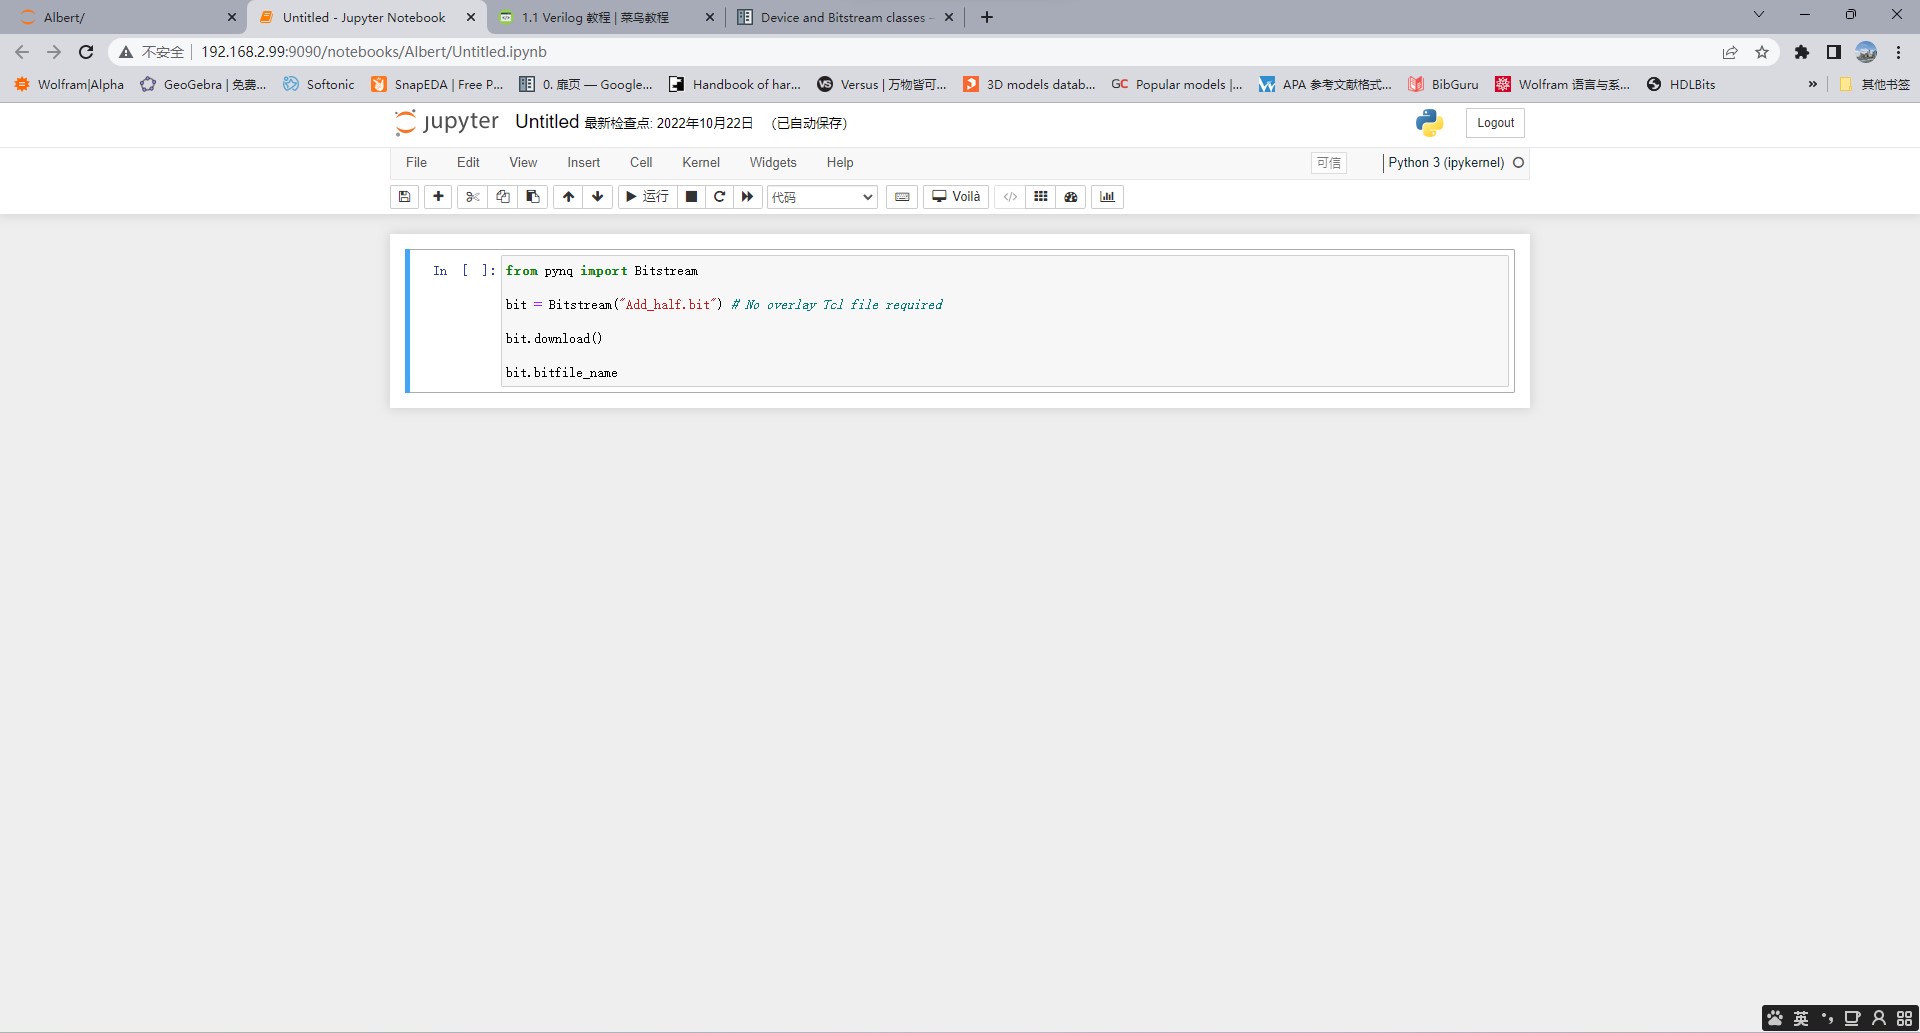 Albert/
Untitled - Jupyter Notebook
1.1 Verilog 教程 | 菜鸟教程
Device and Bitstream classes –
不安全
192.168.2.99:9090/notebooks/Albert/Untitled.ipynb
Wolfram|Alpha
GeoGebra | 免费...
Softonic
SnapEDA | Free P...
0. 扉页 — Google...
Handbook of har...
Versus | 万物皆可...
3D models datab...
GC Popular models |...
APA 参考文献格式...
BibGuru
Wolfram 语言与系...
HDLBits
»
其他书签
jupyter
Untitled 最新检查点: 2022年10月22日 (已自动保存)
Logout
File Edit View Insert Cell Kernel Widgets Help
可信
Python 3 (ipykernel)
运行
代码
Voilà
In [ ]:
from pynq import Bitstream
bit = Bitstream("Add_half.bit") # No overlay Tcl file required
bit.download()
bit.bitfile_name
英